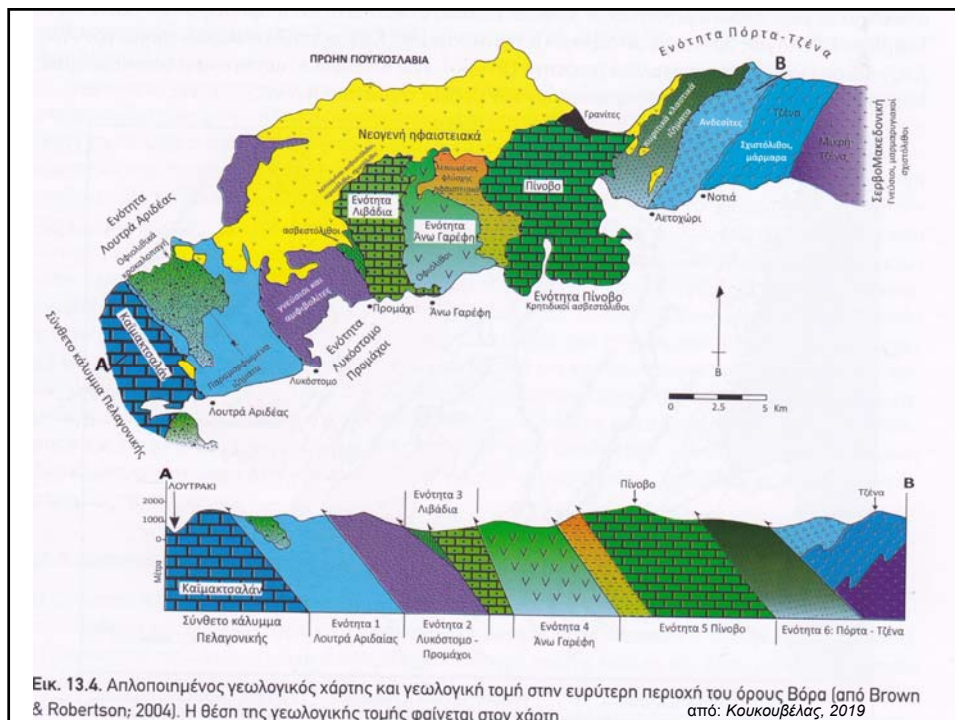 Ενότητα Πόρτα-Τζένα
B
ΠΡΩΗΝ ΓΙΟΥΓΚΟΣΛΑΒΙΑ
Γρανίτες
Νεογενή ηφαιστειακά
Ανδεσίτες
Τζένα
Σχιστόλιθοι,
μάρμαρα
Μικρή
Τζένα
ΣερβοΜακεδονική
Γνεύσιοι, μαρμαρυγιακοί
σχιστόλιθοι
Πίνοβο
Νοτιά
Αετοχώρι
Ενότητα
Λιβάδια
Ενότητα
Άνω Γαρέφη
Οφιόλιθοι
ασβεστόλιθοι
Ενότητα
Λουτρά Αριδέας
Οφιολιθικά
κροκαλοπαγή
γνεύσιοι και
αμφιβολίτες
Προμάχι
Άνω Γαρέφη
Ενότητα Πίνοβο
Κρητιδικοί ασβεστόλιθοι
Ενότητα
Λυκόστομο
Προμάχοι
Καϊμακτσαλάν
A
Παραμορφωμένα
ιζήματα
Λυκόστομο
Λουτρά Αριδέας
Σύνθετο κάλυμμα Πελαγονικής
B
0 2.5 5 Km
A
ΛΟΥΤΡΑΚΙ
2000
1000
0
Μέτρα
Ενότητα 3
Λιβάδια
Πίνοβο
Τζένα
B
Καϊμακτσαλάν
Σύνθετο κάλυμμα
Πελαγονικής
Ενότητα 1
Λουτρά Αριδαίας
Ενότητα 2
Λυκόστομο -
Προμάχοι
Ενότητα 4
Άνω Γαρέφη
Ενότητα 5 Πίνοβο
Ενότητα 6: Πόρτα - Τζένα
Εικ. 13.4. Απλοποιημένος γεωλογικός χάρτης και γεωλογική τομή στην ευρύτερη περιοχή του όρους Βόρα (από Brown
& Robertson; 2004). Η θέση της γεωλογικής τομής φαίνεται στον χάρτη
από: Κουκουβέλας, 2019